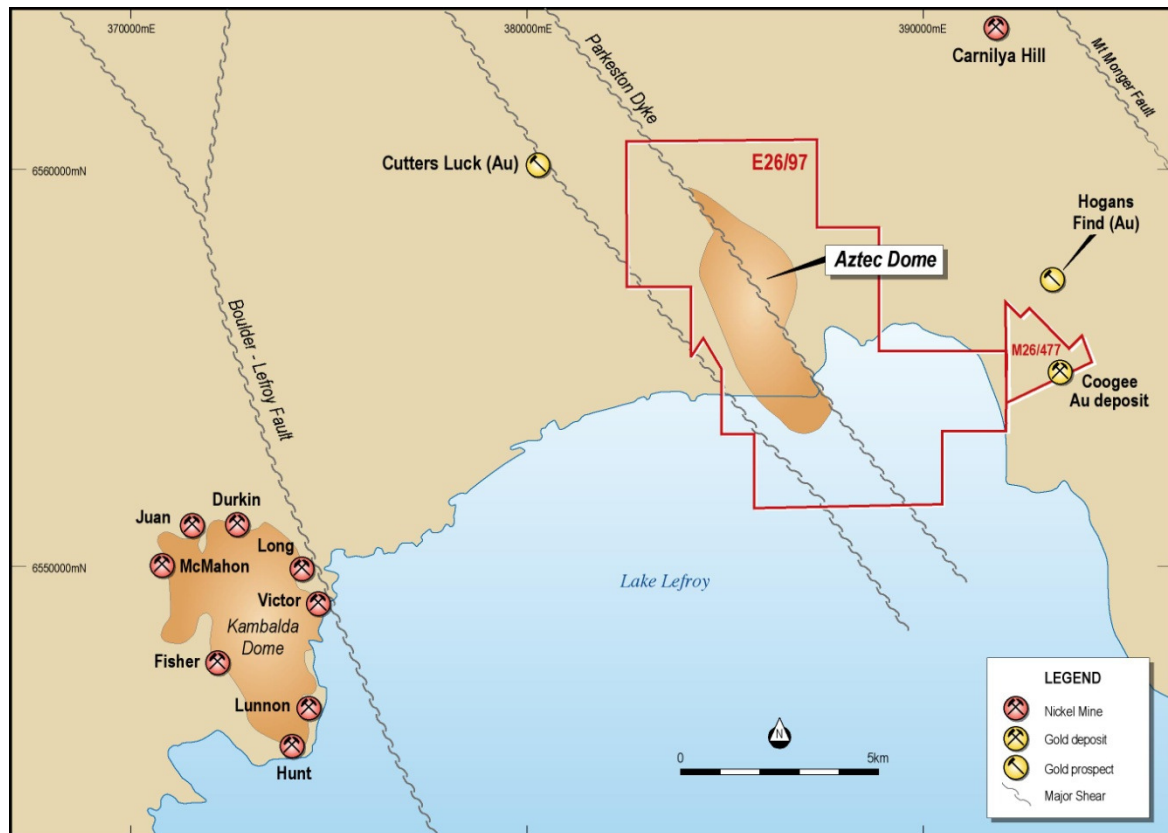 370000mE
380000mE
390000mE
Carnilya Hill
Mt Monger Fault
Parkeston Dyke
6560000mN
Cutters Luck (Au)
E26/97
Hogans
Find (Au)
Aztec Dome
Boulder - Lefroy Fault
M26/477
Coogee
Au deposit
Durkin
Juan
Long
6550000mN
McMahon
Lake Lefroy
Victor
Kambalda
Dome
Fisher
Lunnon
Hunt
N
0
5km
LEGEND
Nickel Mine
Gold deposit
Gold prospect
Major Shear